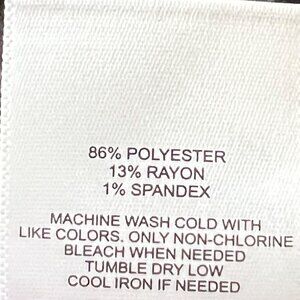 86% POLYESTER
13% RAYON
1% SPANDEX
MACHINE WASH COLD WITH
LIKE COLORS. ONLY NON-CHLORINE
BLEACH WHEN NEEDED
TUMBLE DRY LOW
COOL IRON IF NEEDED